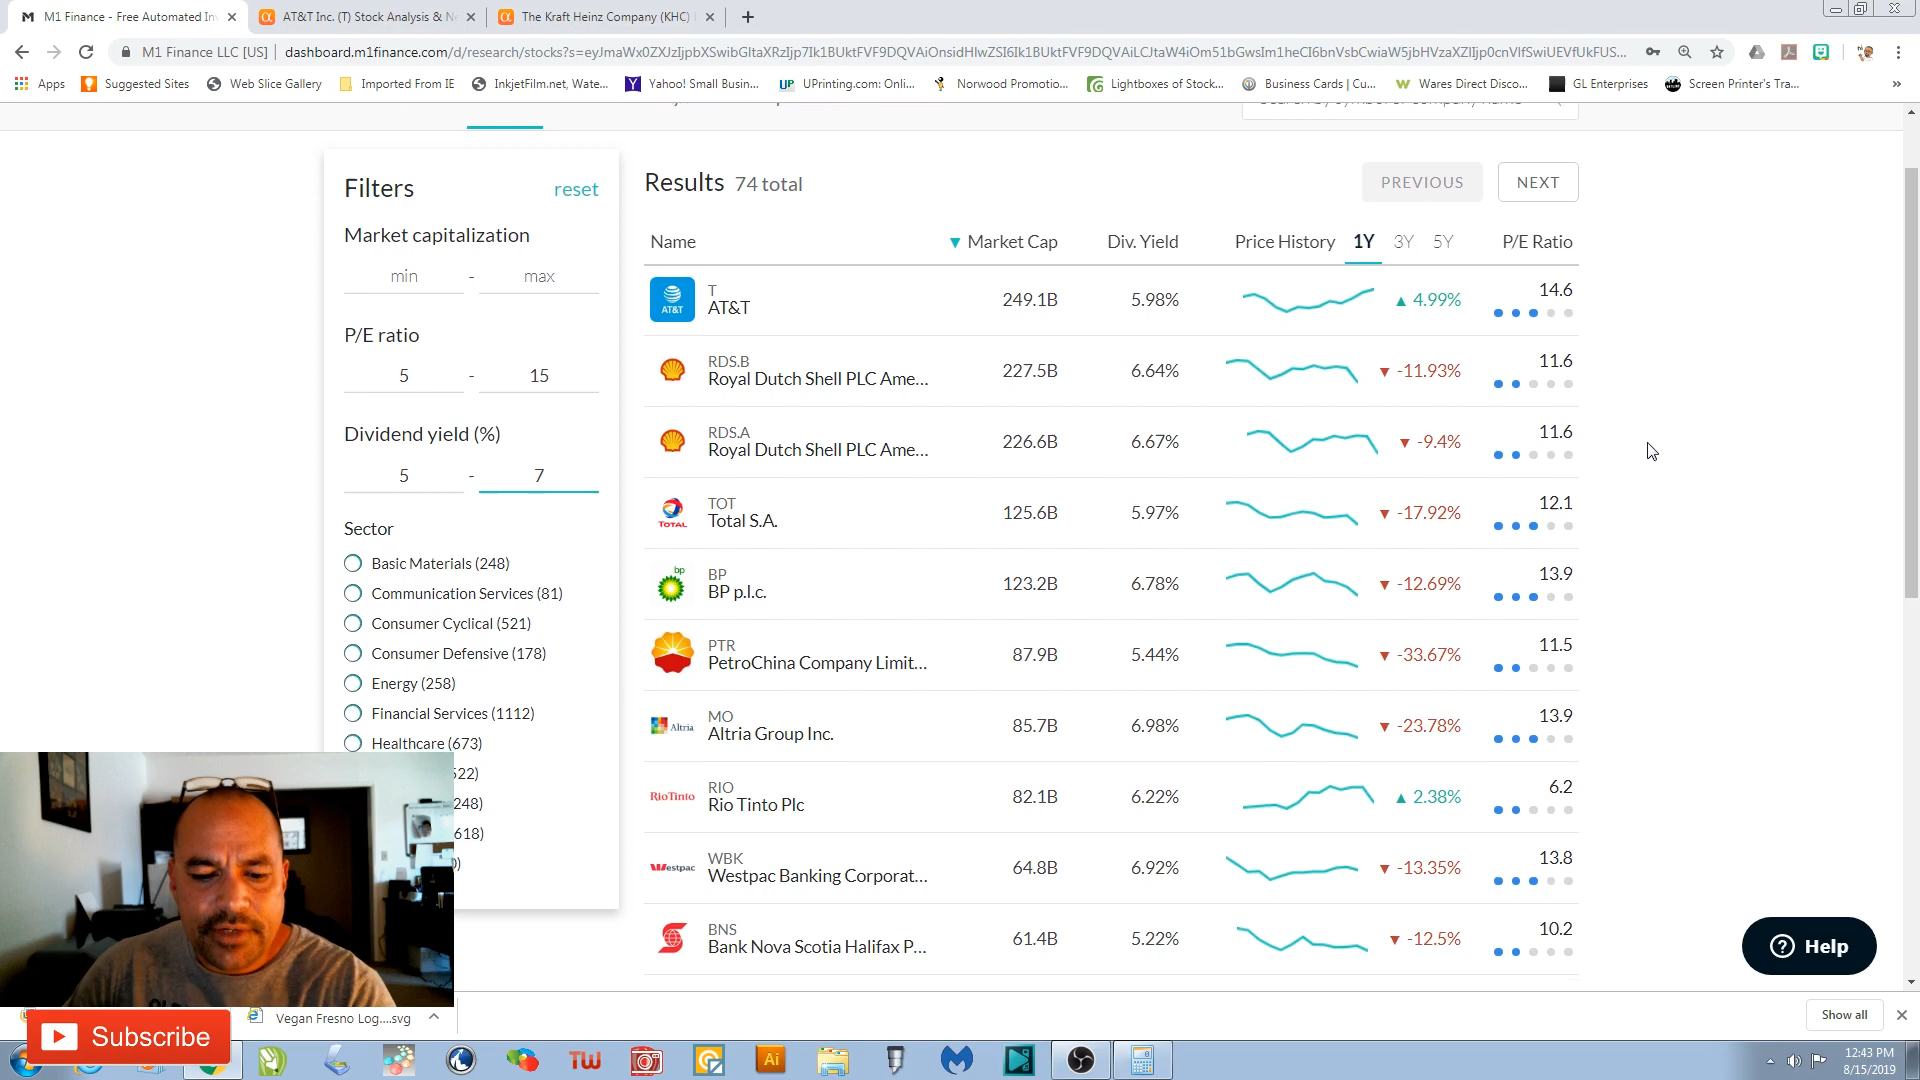 M1 Finance - Free Automated In
AT&T Inc. (T) Stock Analysis & Ne
The Kraft Heinz Company (KHC)
M1 Finance LLC [US]
Apps
Suggested Sites
Web Slice Gallery
Imported From IE
InkjetFilm.net, Wate...
Yahoo! Small Busin...
UPrinting.com: Onli...
Norwood Promotio...
Lightboxes of Stock...
Business Cards | Cu...
Wares Direct Disco...
GL Enterprises
Screen Printer's Tra...
Filters
reset
Market capitalization
min - max
P/E ratio
5 - 15
Dividend yield (%)
5 - 7
Sector
Basic Materials (248)
Communication Services (81)
Consumer Cyclical (521)
Consumer Defensive (178)
Energy (258)
Financial Services (1112)
Healthcare (673)
522)
248)
618)
Results 74 total
PREVIOUS
NEXT
Name Market Cap Div. Yield Price History 1Y 3Y 5Y P/E Ratio
T
AT&T
AT&T 249.1B 5.98% 4.99% 14.6
RDS.B
Royal Dutch Shell PLC Ame... 227.5B 6.64% -11.93% 11.6
RDS.A
Royal Dutch Shell PLC Ame... 226.6B 6.67% -9.4% 11.6
TOTAL
TOT
Total S.A. 125.6B 5.97% -17.92% 12.1
bp
BP
BP p.l.c. 123.2B 6.78% -12.69% 13.9
PTR
PetroChina Company Limit... 87.9B 5.44% -33.67% 11.5
Altria
MO
Altria Group Inc. 85.7B 6.98% -23.78% 13.9
RioTinto
RIO
Rio Tinto Plc 82.1B 6.22% 2.38% 6.2
Westpac
WBK
Westpac Banking Corporat... 64.8B 6.92% -13.35% 13.8
BNS
Bank Nova Scotia Halifax P... 61.4B 5.22% -12.5% 10.2
Help
Subscribe
Vegan Fresno Log....svg
Show all
TW
Ai
12:43 PM
8/15/2019